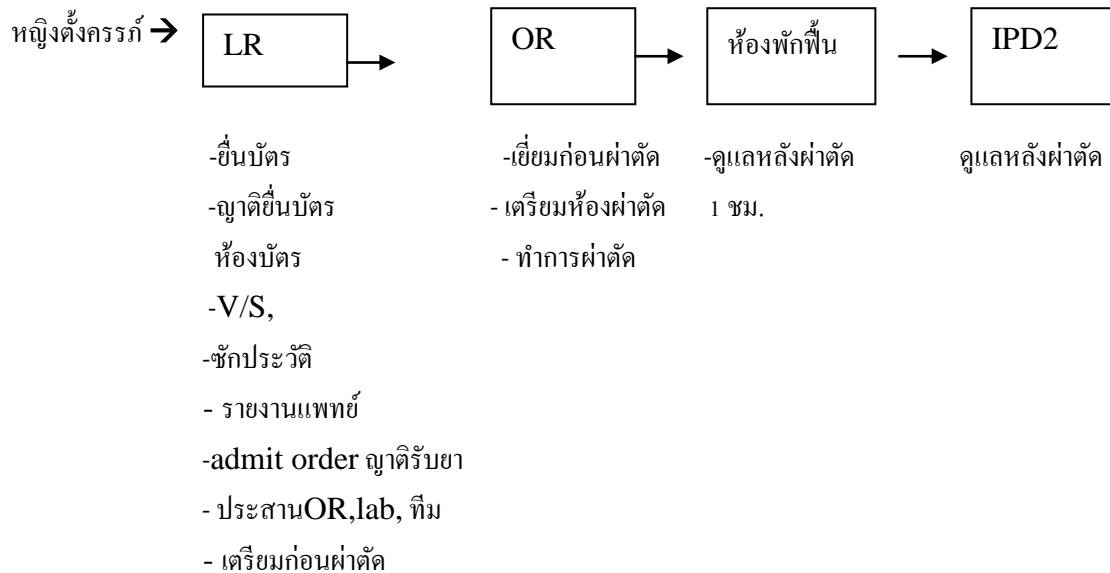 หญิงตั้งครรภ์ → LR → OR → ห้องพักฟื้น → IPD2
-ยื่นบัตร
-ญาติยื่นบัตร
ห้องบัตร
-V/S,
-ซักประวัติ
- รายงานแพทย์
-admit order ญาติรับยา
- ประสานOR,lab, ทีม
- เตรียมก่อนผ่าตัด
-เยี่ยมก่อนผ่าตัด
- เตรียมห้องผ่าตัด
- ทำการผ่าตัด
-ดูแลหลังผ่าตัด
1 ชม.
ดูแลหลังผ่าตัด